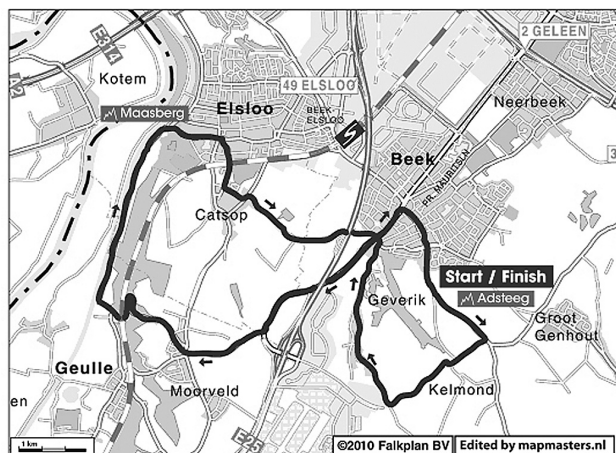 2 GELEEN
E314
A2
Kotem
49 ELSLOO
Neerbeek
Maasberg
Elsloo
BEEK-
ELSLOO
Beek
PR. MAURITSLN
Catsop
Start / Finish
Adsteeg
Geverik
Groot
Genhout
Geulle
Moorveld
Kelmond
en
E25
1 km
©2010 Falkplan BV
Edited by mapmasters.nl